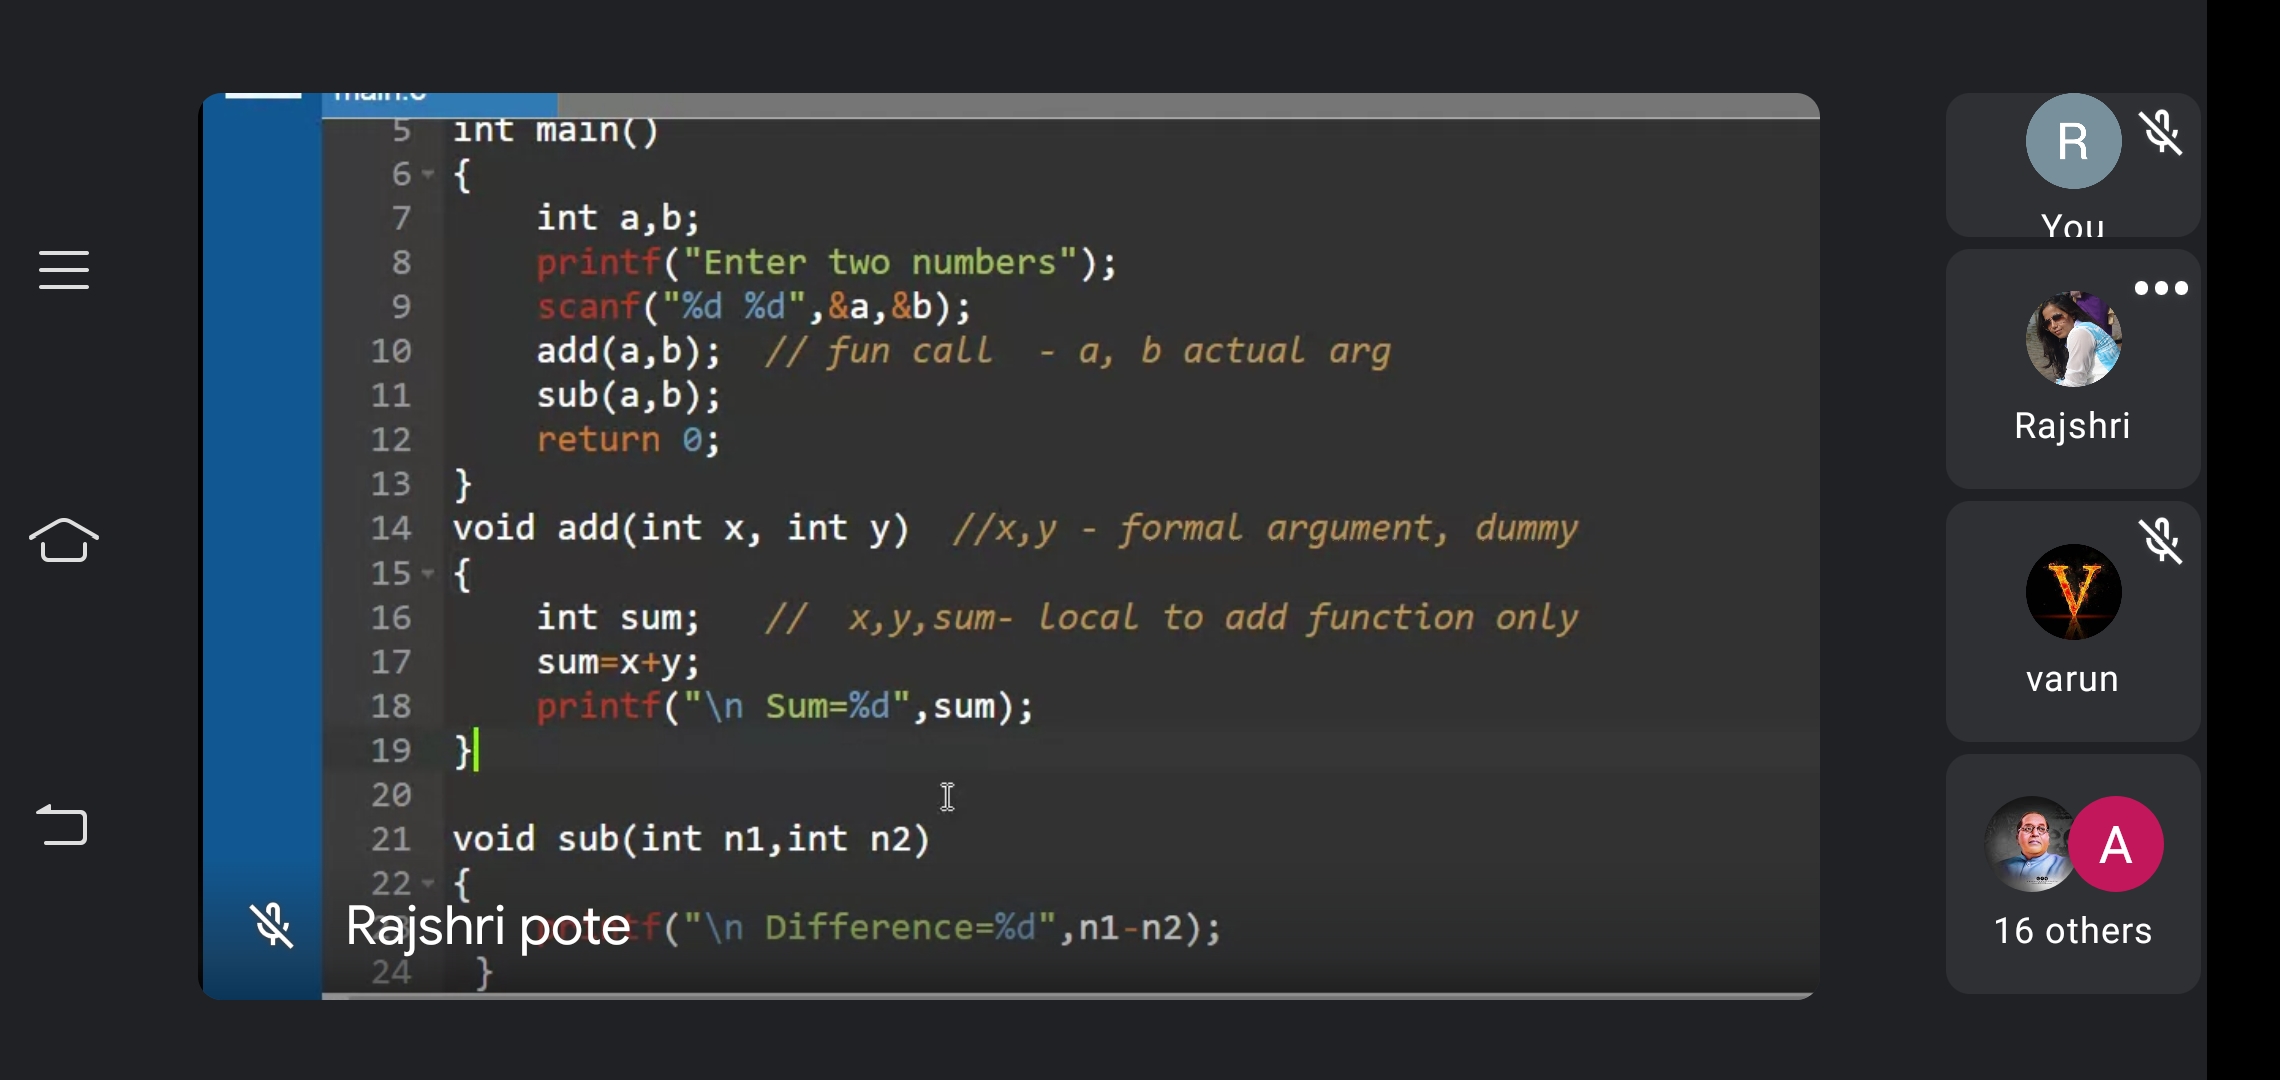 main.c
5 int main()
6 {
7 int a,b;
8 printf("Enter two numbers");
9 scanf("%d %d",&a,&b);
10 add(a,b); // fun call - a, b actual arg
11 sub(a,b);
12 return 0;
13 }
14 void add(int x, int y) //x,y - formal argument, dummy
15 {
16 int sum; // x,y,sum- local to add function only
17 sum=x+y;
18 printf("\n Sum=%d",sum);
19 }
20
21 void sub(int n1,int n2)
22 {
23 printf("\n Difference=%d",n1-n2);
24 }
Rajshri pote
R
You
Rajshri
V
varun
A
16 others